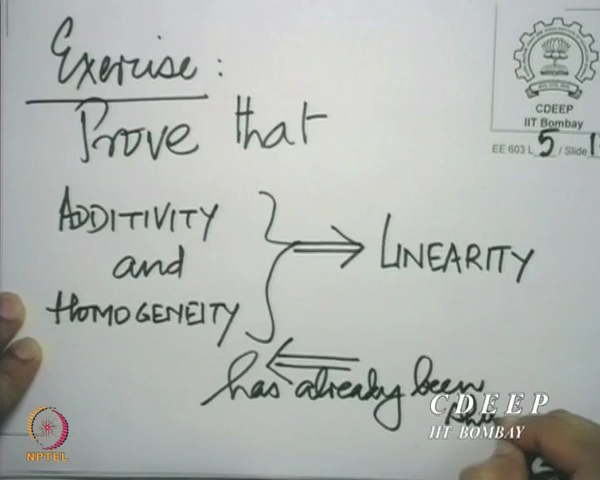 Exercise :
Prove that
ADDITIVITY
and
HOMOGENEITY
LINEARITY
has already been
CDEEP
IIT Bombay
EE 603 L 5 / Slide 1
CDEEP
IIT BOMBAY
NPTEL